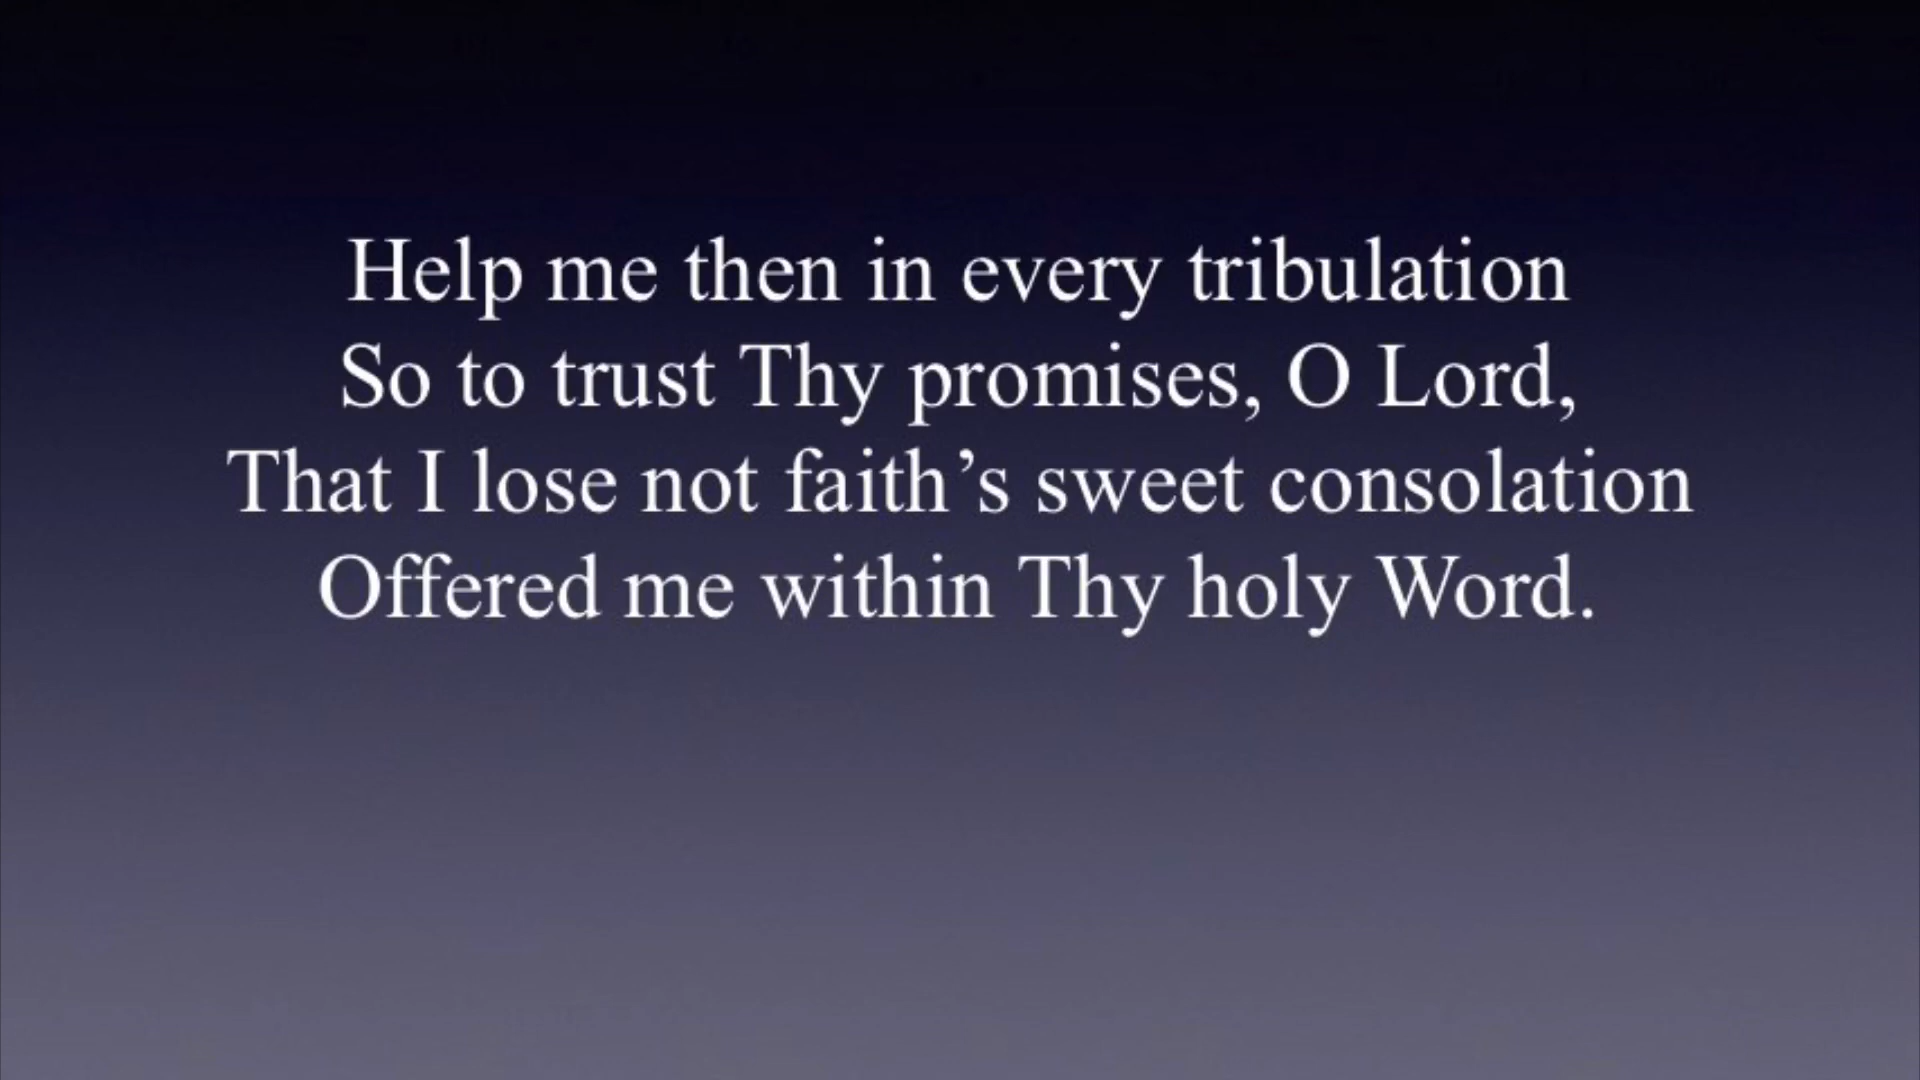 Help me then in every tribulation
So to trust Thy promises, O Lord,
That I lose not faith’s sweet consolation
Offered me within Thy holy Word.